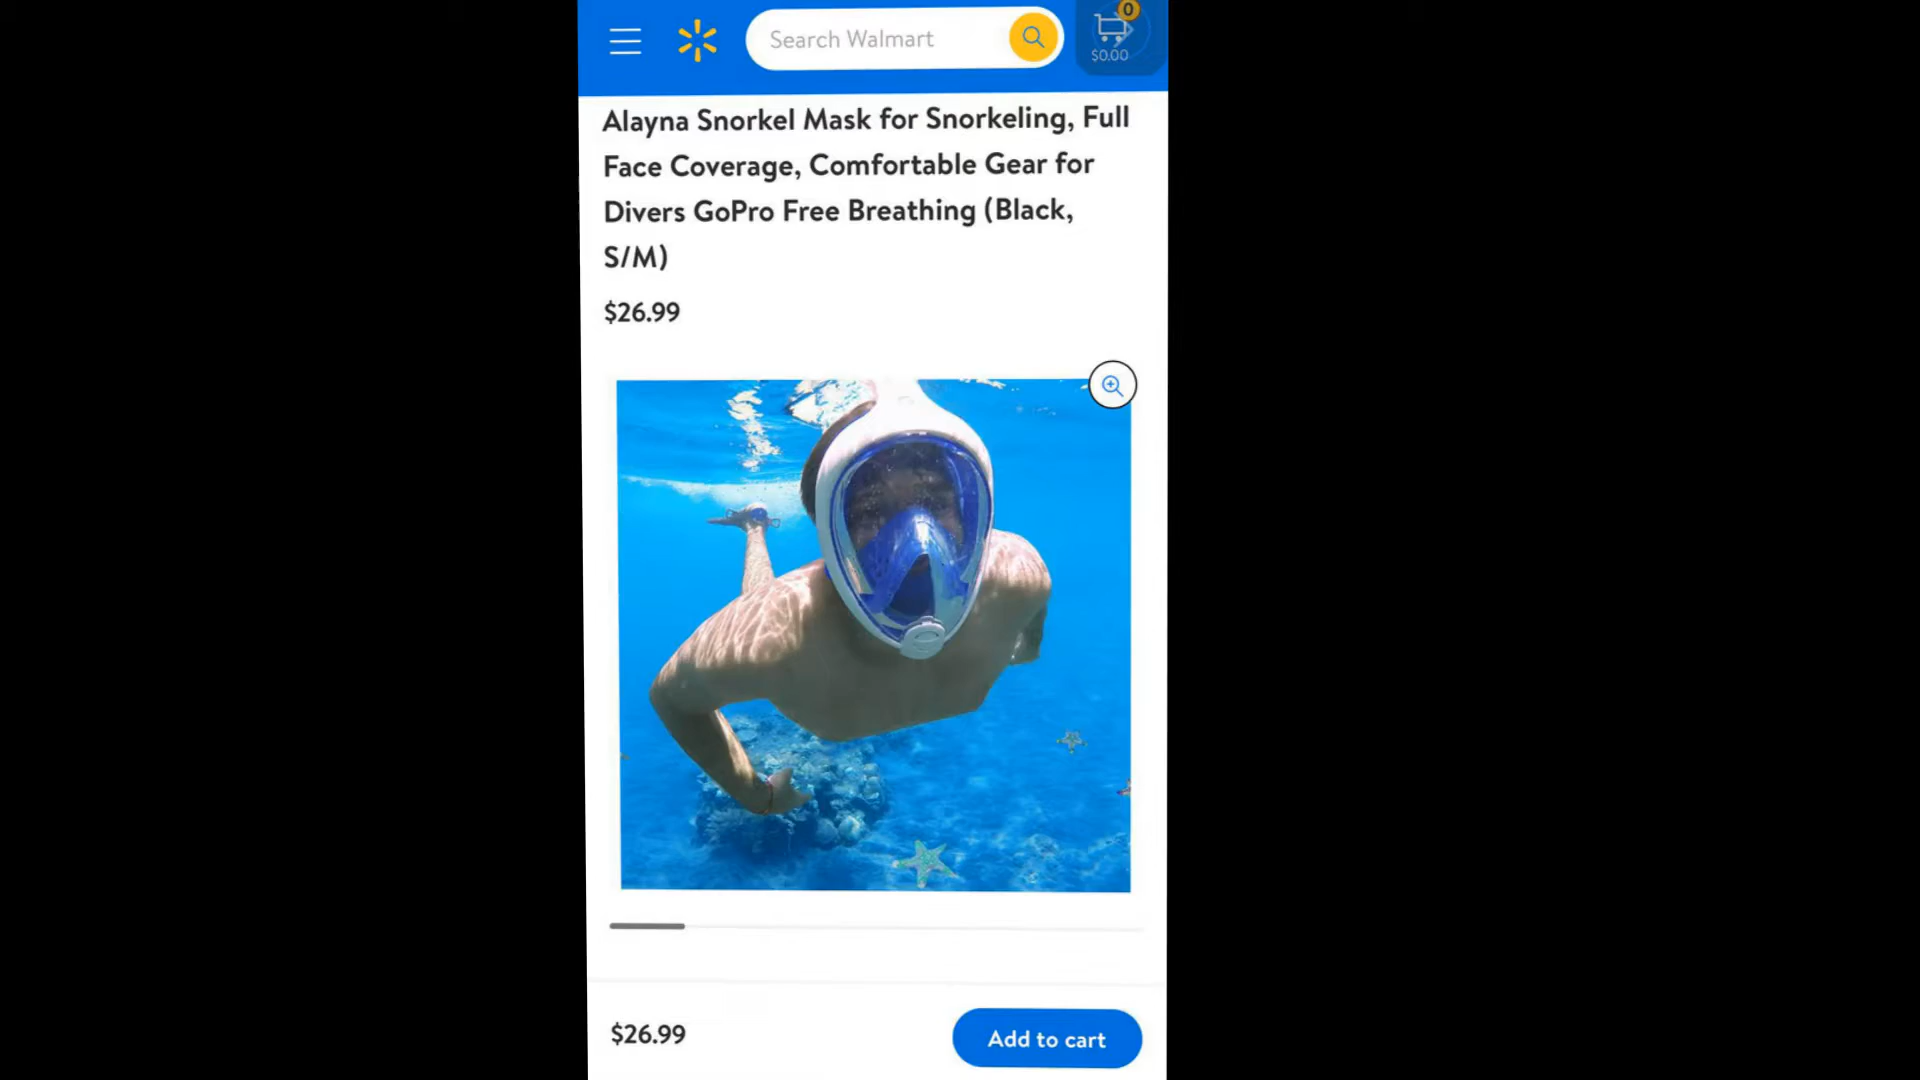 Search Walmart
0
$0.00
Alayna Snorkel Mask for Snorkeling, Full
Face Coverage, Comfortable Gear for
Divers GoPro Free Breathing (Black,
S/M)
$26.99
$26.99
Add to cart